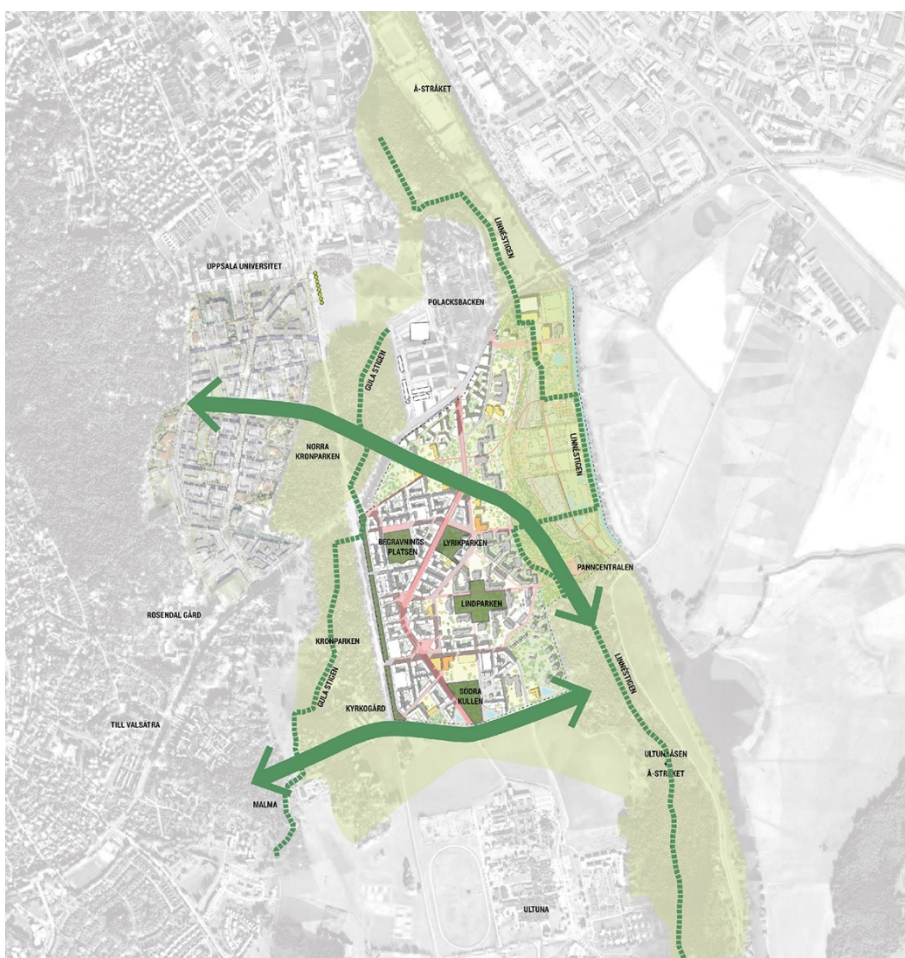 Å-STRÅKET
LINNÉSTIGEN
UPPSALA UNIVERSITET
POLACKSBACKEN
GULA STIGEN
LINNÉSTIGEN
NORRA
KRONPARKEN
BEGRAVNINGS-
PLATSEN
LYRIKPARKEN
PANNCENTRALEN
LINDPARKEN
ROSENDAL GÅRD
KRONPARKEN
GULA STIGEN
LINNÉSTIGEN
SÖDRA
KULLEN
KYRKOGÅRD
TILL VALSÄTRA
ULTUNAÅSEN
Å-STRÅKET
MALMA
ULTUNA